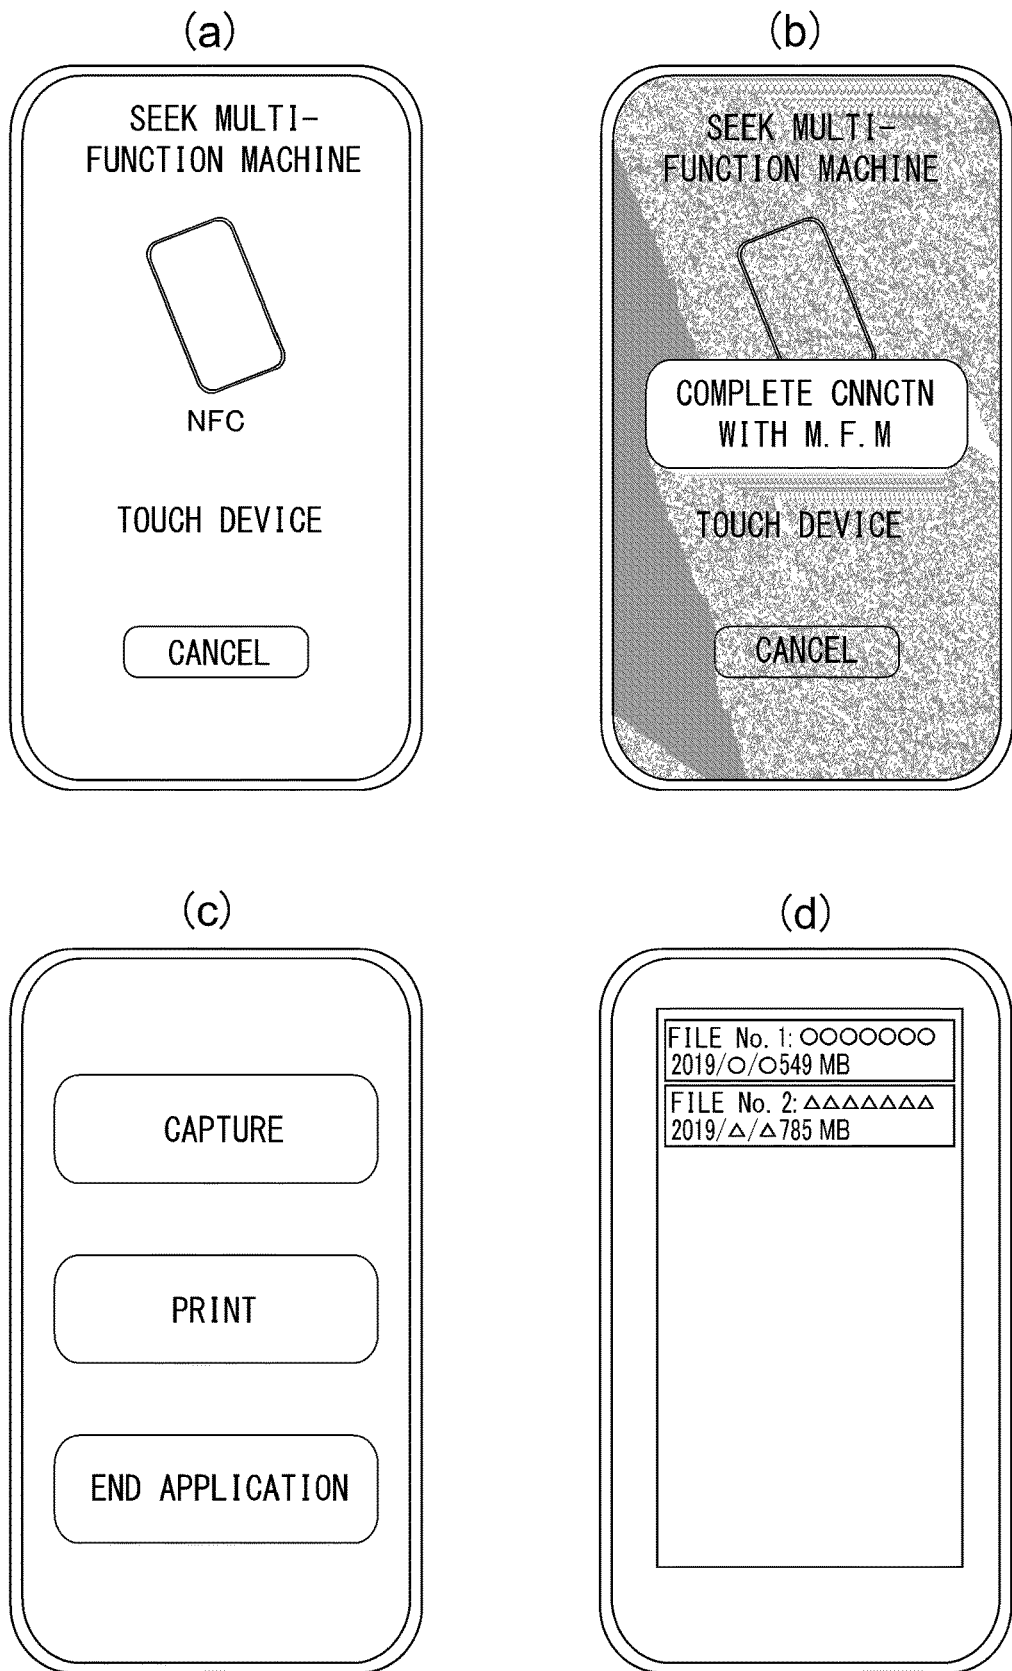 (a)
SEEK MULTI-
FUNCTION MACHINE
NFC
TOUCH DEVICE
CANCEL
(b)
SEEK MULTI-
FUNCTION MACHINE
COMPLETE CNNCTN
WITH M.F.M
TOUCH DEVICE
CANCEL
(c)
CAPTURE
PRINT
END APPLICATION
(d)
FILE No. 1: ○○○○○○○
2019/○/○ 549 MB
FILE No. 2: △△△△△△△
2019/△/△ 785 MB